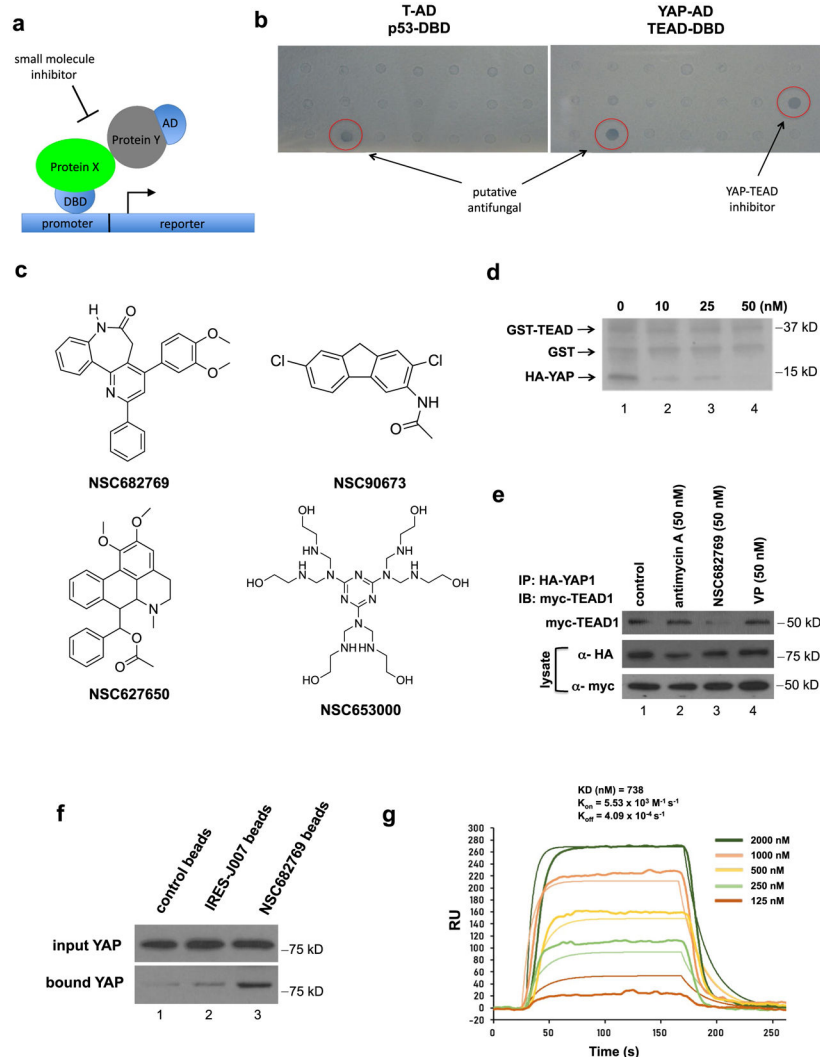 a
small molecule
inhibitor
Protein Y
AD
Protein X
DBD
promoter
reporter
b
T-AD
p53-DBD
YAP-AD
TEAD-DBD
putative
antifungal
YAP-TEAD
inhibitor
c
H
N
O
O
O
N
NSC682769
Cl
Cl
NH
O
NSC90673
O
O
N
O
O
NSC627650
OH
OH
NH
HN
HO
N
H
N
N
N
H
N
OH
N
N
N
NH
HN
HO
OH
NSC653000
d
0 10 25 50 (nM)
GST-TEAD
GST
HA-YAP
–37 kD
–15 kD
1 2 3 4
e
control
antimycin A (50 nM)
NSC682769 (50 nM)
VP (50 nM)
IP: HA-YAP1
IB: myc-TEAD1
myc-TEAD1 –50 kD
lysate
α- HA –75 kD
α- myc –50 kD
1 2 3 4
f
control beads
IRES-J007 beads
NSC682769 beads
input YAP –75 kD
bound YAP –75 kD
1 2 3
g
KD (nM) = 738
Kon = 5.53 x 10³ M⁻¹ s⁻¹
Koff = 4.09 x 10⁻⁴ s⁻¹
300
280
260
240
220
200
180
160
140
120
100
80
60
40
20
0
−20
RU
0 50 100 150 200 250
Time (s)
2000 nM
1000 nM
500 nM
250 nM
125 nM